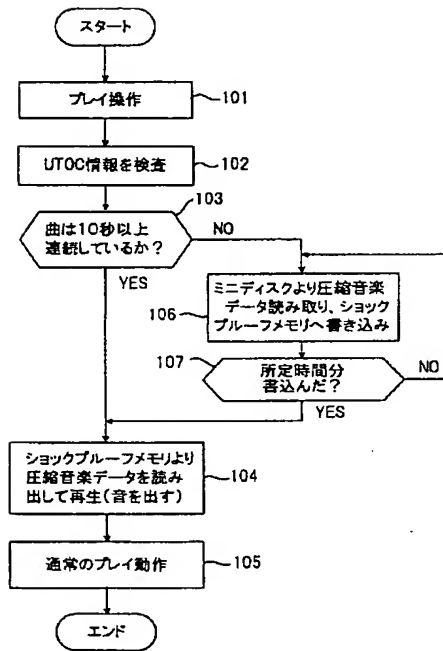 スタート
プレイ操作
101
UTOC情報を検査
102
103
曲は10秒以上
連続しているか？
NO
YES
ミニディスクより圧縮音楽
データ読み取り、ショック
プルーフメモリへ書き込み
106
107
所定時間分
書込んだ？
NO
YES
ショックプルーフメモリより
圧縮音楽データを読み
出して再生(音を出す)
104
通常のプレイ動作
105
エンド